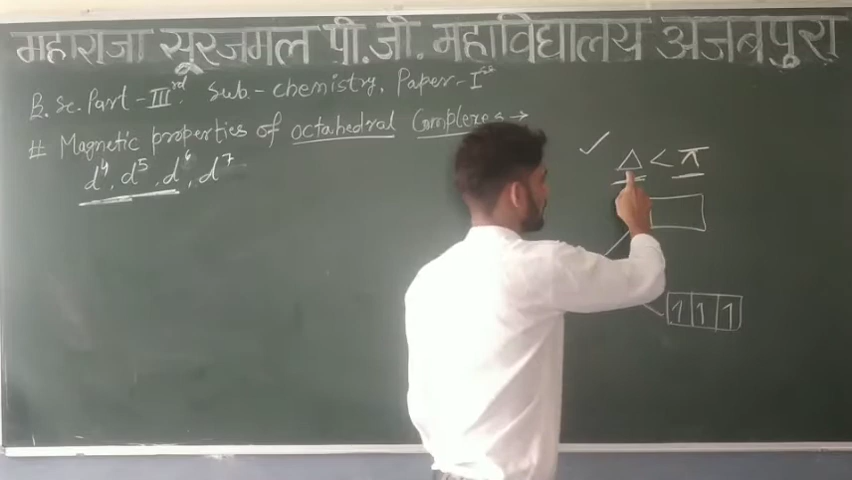 महाराजा सूरजमल पी.जी. महाविद्यालय अजबपुरा
B.Sc. Part - IIIrd. Sub. - chemistry, Paper - Ist
# Magnetic properties of octahedral Complexes →
d⁴, d⁵, d⁶, d⁷
✓ Δ < π
1 1 1